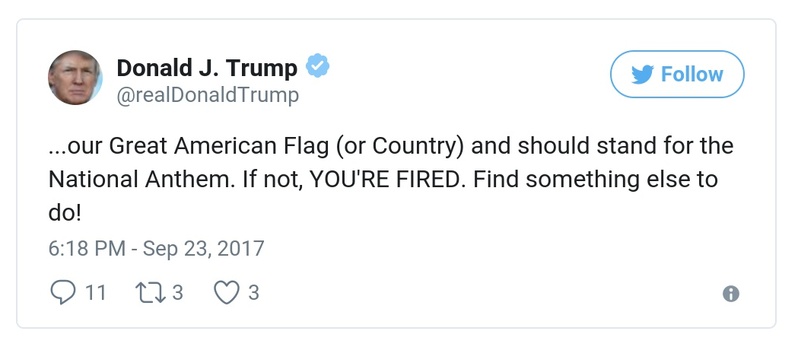 Donald J. Trump
@realDonaldTrump
Follow
...our Great American Flag (or Country) and should stand for the
National Anthem. If not, YOU'RE FIRED. Find something else to
do!
6:18 PM - Sep 23, 2017
11 3 3